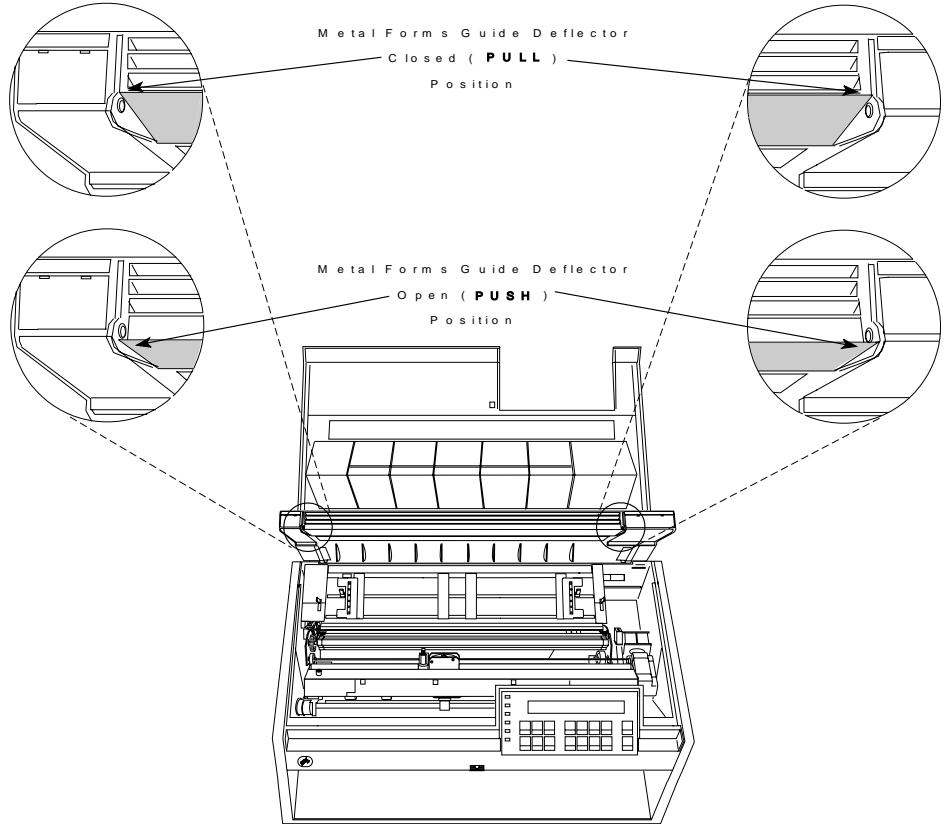 Metal Forms Guide Deflector
Closed ( PULL )
Position
Metal Forms Guide Deflector
Open ( PUSH )
Position